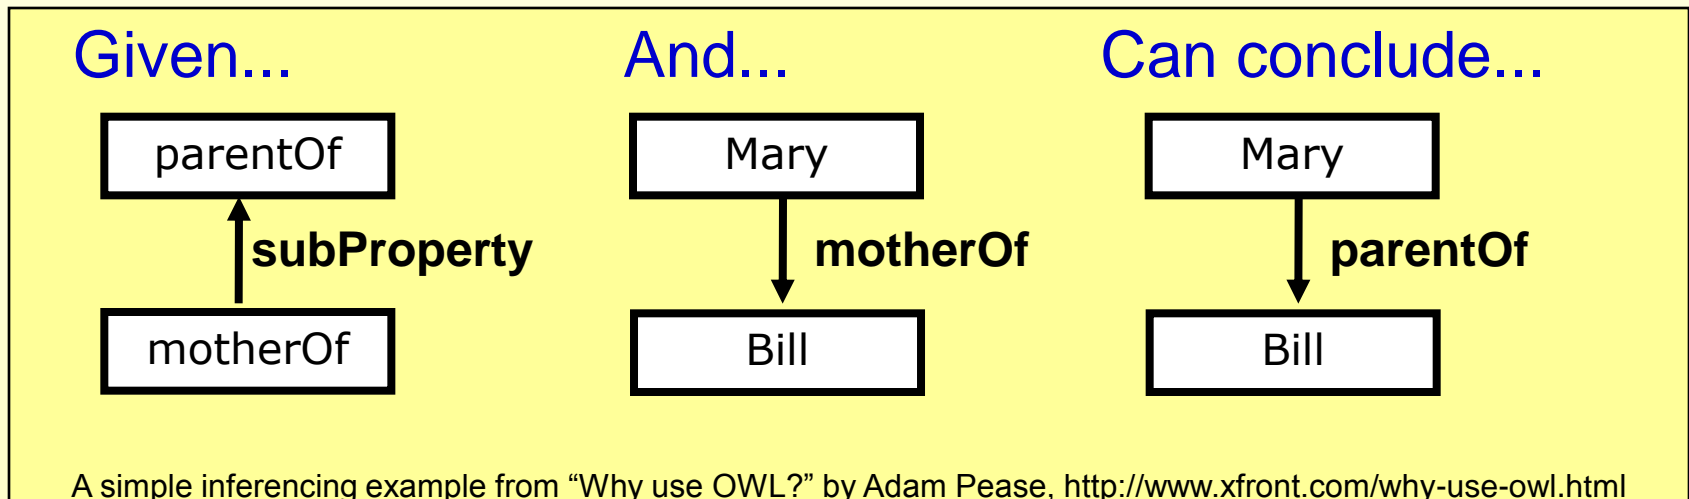 Given...
And...
Can conclude...
parentOf
Mary
Mary
subProperty
motherOf
parentOf
motherOf
Bill
Bill
A simple inferencing example from “Why use OWL?” by Adam Pease, http://www.xfront.com/why-use-owl.html